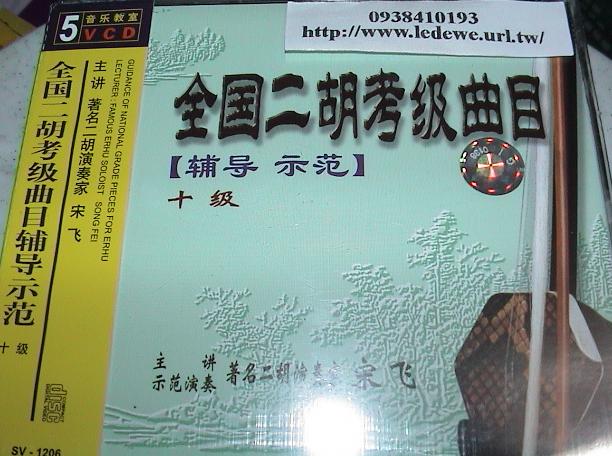 0938410193
http://www.ledewe.url.tw/
5
音乐教室
VCD
GUIDANCE OF NATIONAL GRADE PIECES FOR ERHU
LECTURER: FAMOUS ERHU SOLOIST SONG FEI
主讲 著名二胡演奏家 宋飞
全国二胡考级曲目辅导示范
十级
SV-1206
全国二胡考级曲目
【辅导 示范】
十级
主讲
示范演奏 著名二胡演奏家 宋飞